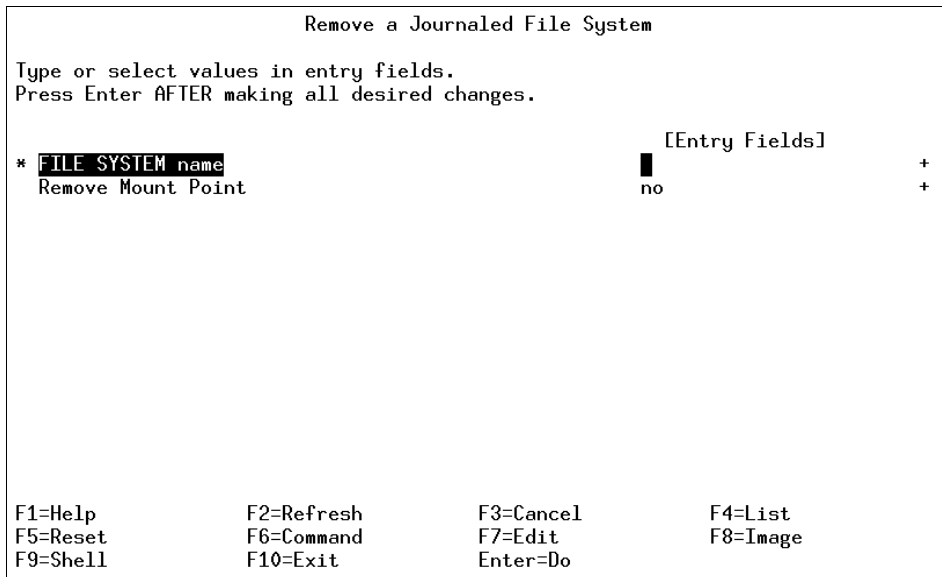 Remove a Journaled File System
Type or select values in entry fields.
Press Enter AFTER making all desired changes.
[Entry Fields]
* FILE SYSTEM name +
Remove Mount Point no +
F1=Help F2=Refresh F3=Cancel F4=List
F5=Reset F6=Command F7=Edit F8=Image
F9=Shell F10=Exit Enter=Do